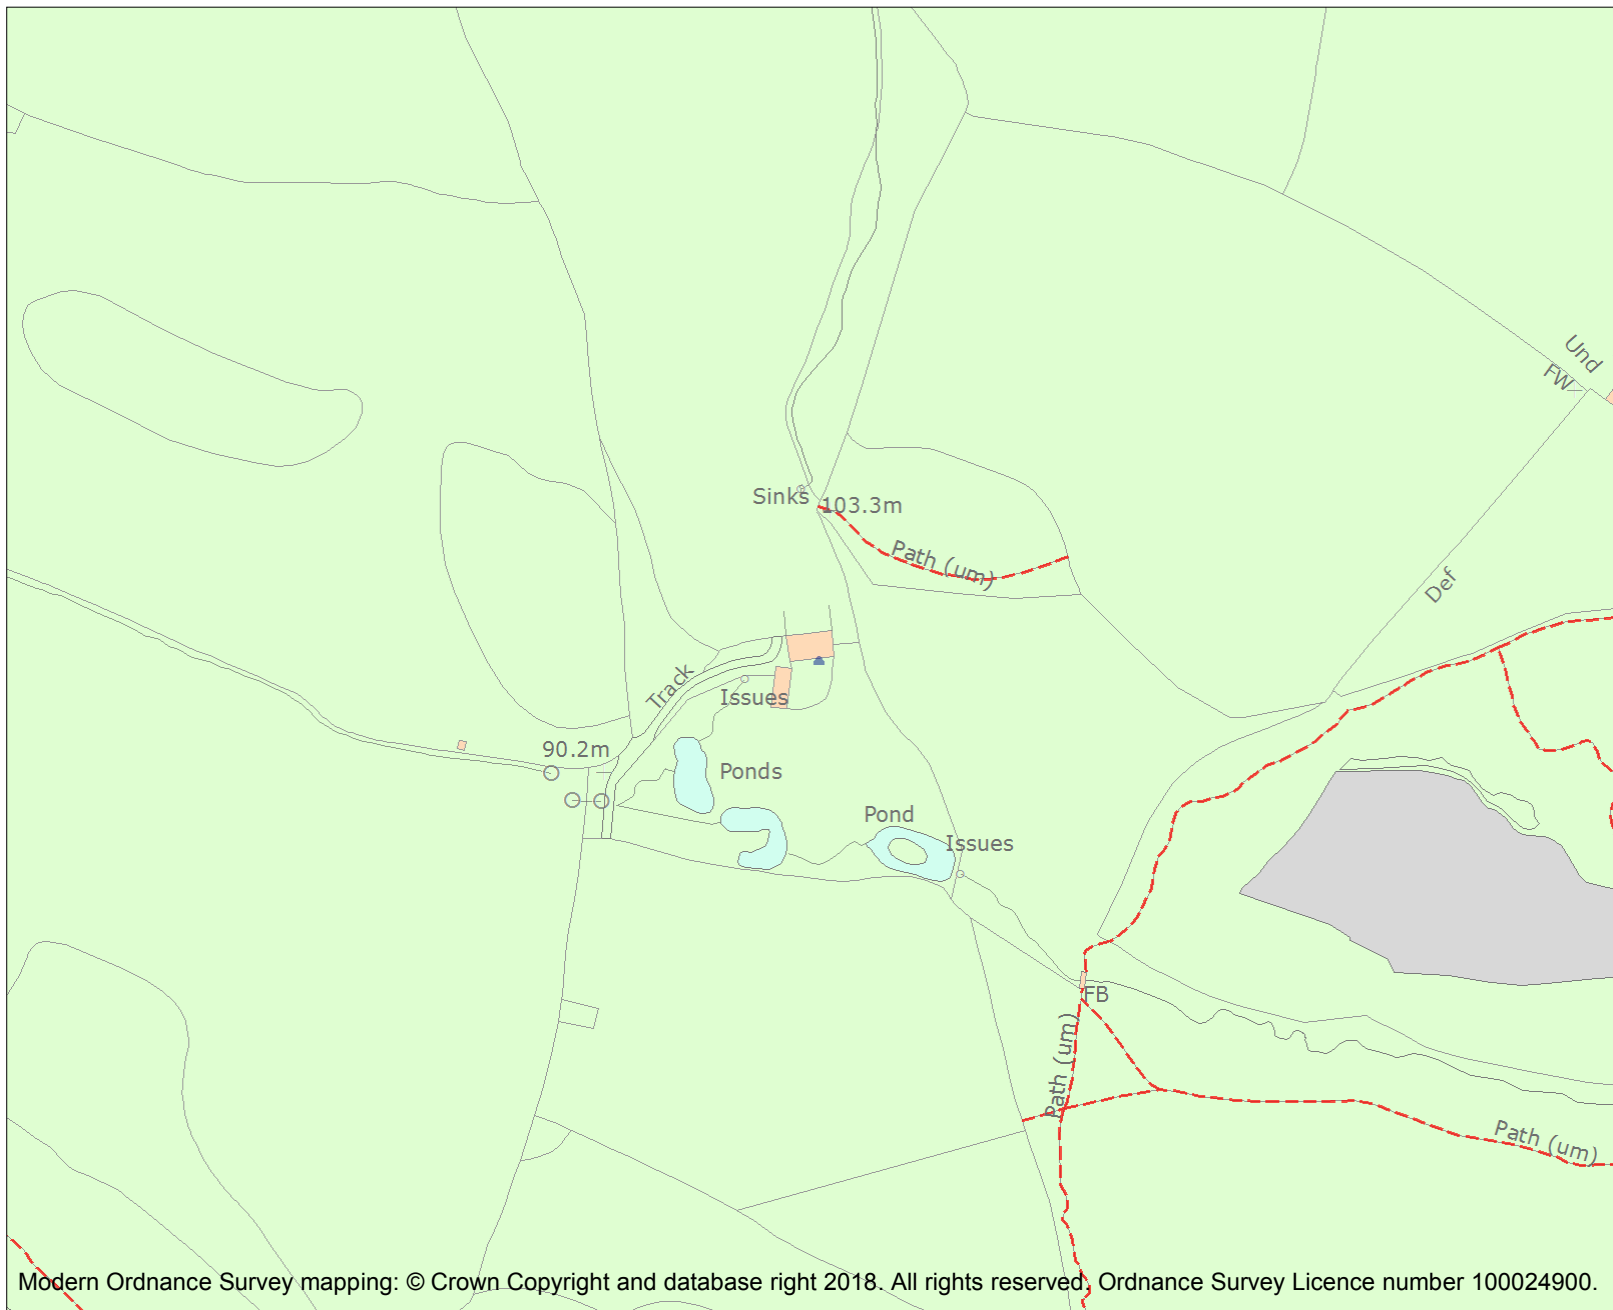 Und
FW
Sinks
103.3m
Path (um)
Def
Track
Issues
90.2m
Ponds
Pond
Issues
FB
Path (um)
Path (um)
Modern Ordnance Survey mapping: © Crown Copyright and database right 2018. All rights reserved. Ordnance Survey Licence number 100024900.